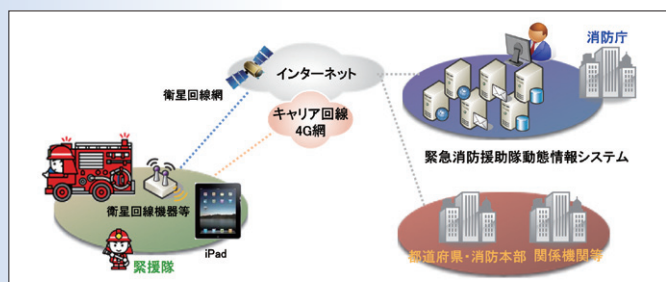 消防庁
衛星回線網
インターネット
キャリア回線
4G網
緊急消防援助隊動態情報システム
衛星回線機器等
iPad
緊援隊
都道府県・消防本部
関係機関等